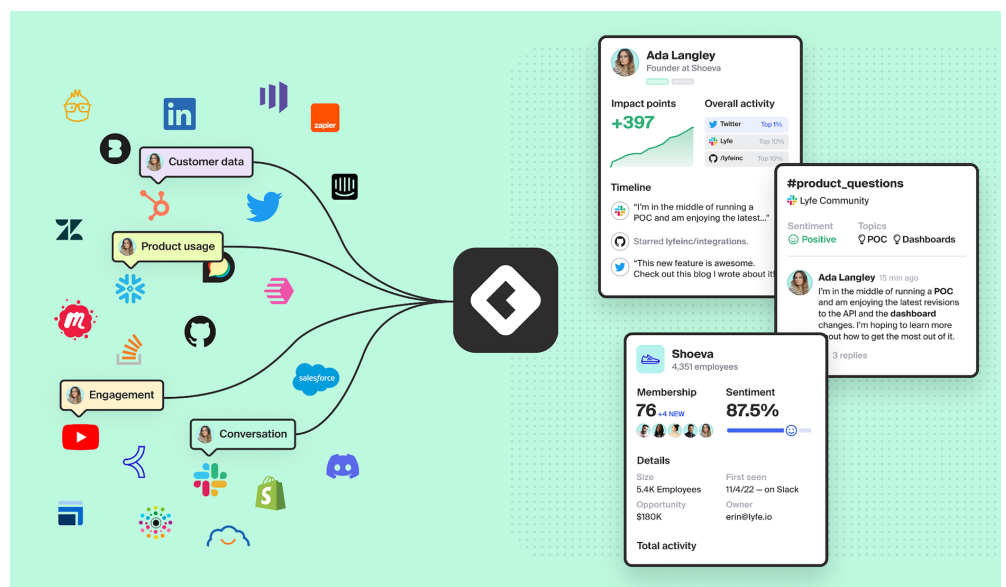 in
zapier
Customer data
Product usage
m
salesforce
Engagement
Conversation
S
Ada Langley
Founder at Shoeva
Impact points
+397
Overall activity
Twitter Top 1%
Lyfe Top 10%
/lyfeinc Top 10%
Timeline
“I’m in the middle of running a
POC and am enjoying the latest...”
Starred lyfeinc/integrations.
“This new feature is awesome.
Check out this blog I wrote about it!
#product_questions
Lyfe Community
Sentiment
Positive
Topics
POC Dashboards
Ada Langley 15 min ago
I’m in the middle of running a POC
and am enjoying the latest revisions
to the API and the dashboard
changes. I’m hoping to learn more
out how to get the most out of it.
3 replies
Shoeva
4,351 employees
Membership
76 +4 NEW
Sentiment
87.5%
Details
Size
5.4K Employees
First seen
11/4/22 — on Slack
Opportunity
$180K
Owner
erin@lyfe.io
Total activity